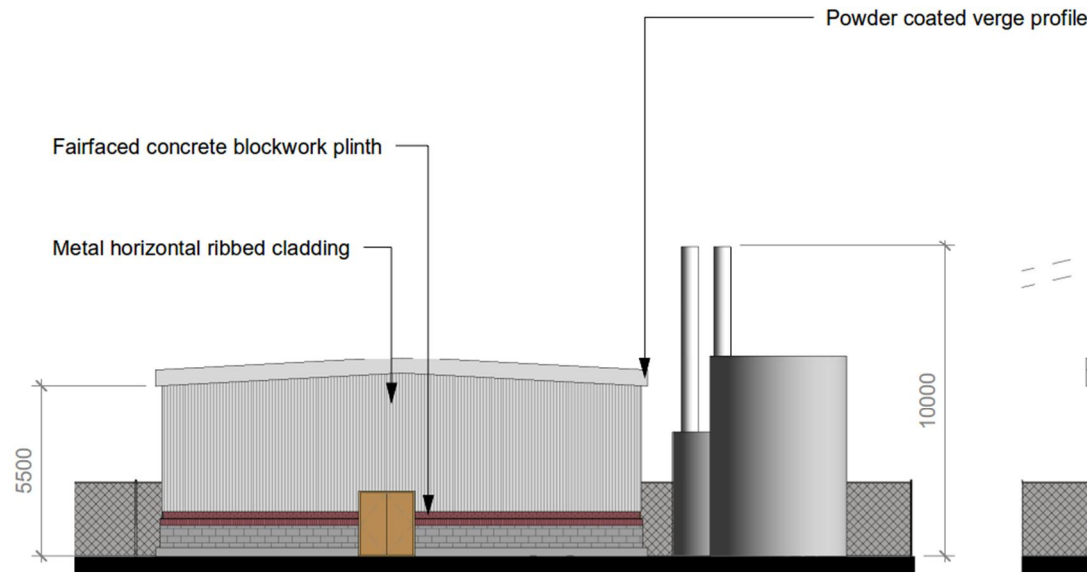 Powder coated verge profile
Fairfaced concrete blockwork plinth
Metal horizontal ribbed cladding
5500
10000